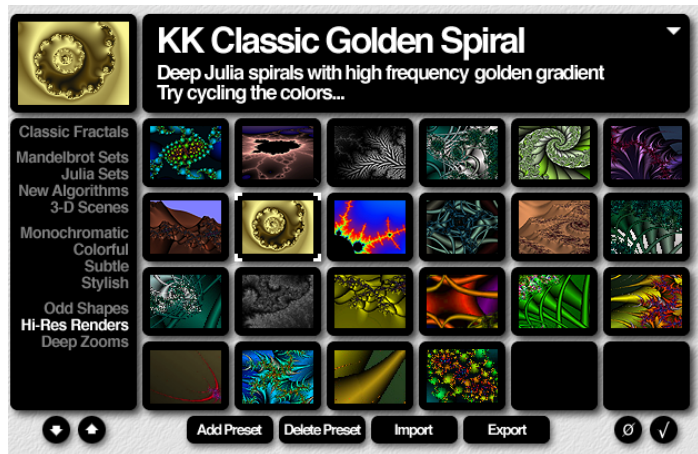 KK Classic Golden Spiral
Deep Julia spirals with high frequency golden gradient
Try cycling the colors...
Classic Fractals
Mandelbrot Sets
Julia Sets
New Algorithms
3-D Scenes
Monochromatic
Colorful
Subtle
Stylish
Odd Shapes
Hi-Res Renders
Deep Zooms
Add Preset
Delete Preset
Import
Export